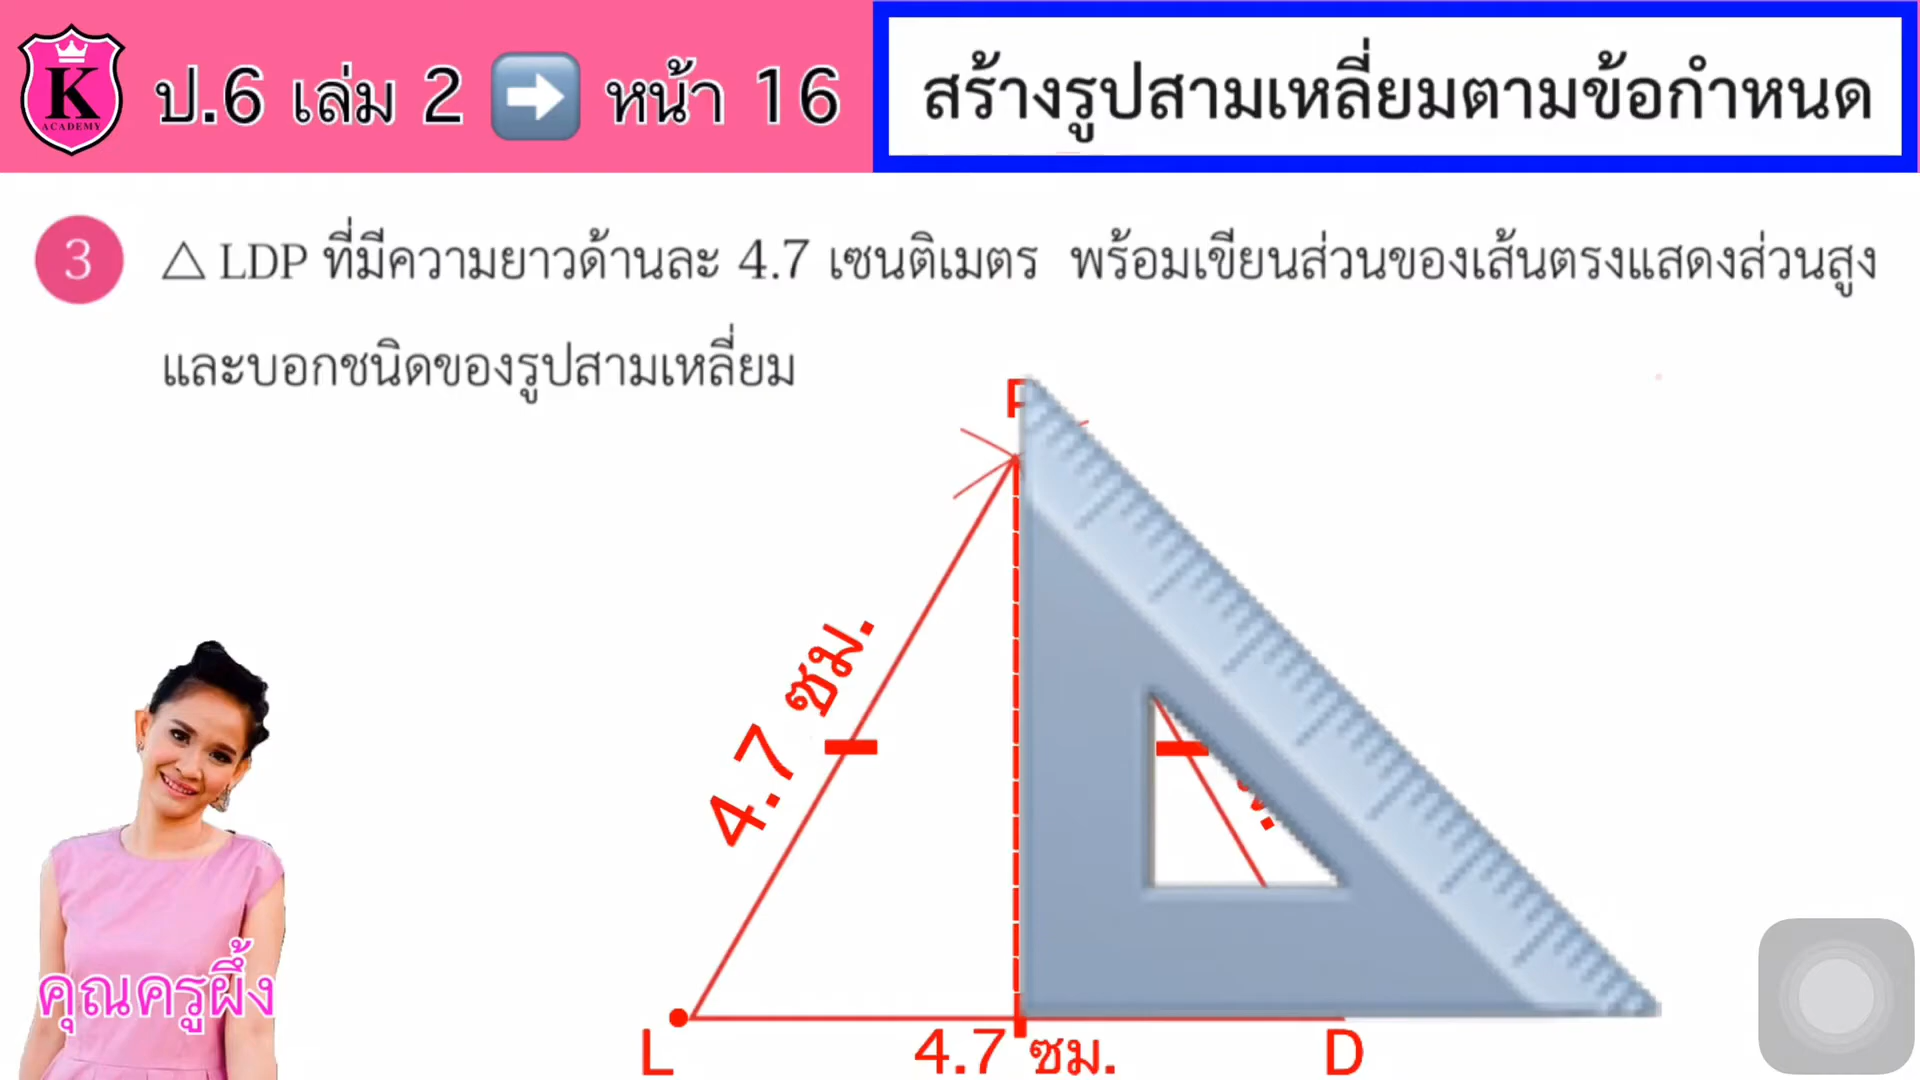 K
ACADEMY
ป.6 เล่ม 2 ➡ หน้า 16
สร้างรูปสามเหลี่ยมตามข้อกำหนด
3 △ LDP ที่มีความยาวด้านละ 4.7 เซนติเมตร พร้อมเขียนส่วนของเส้นตรงแสดงส่วนสูง
และบอกชนิดของรูปสามเหลี่ยม
4.7 ซม.
L 4.7 ซม. D
คุณครูผึ้ง